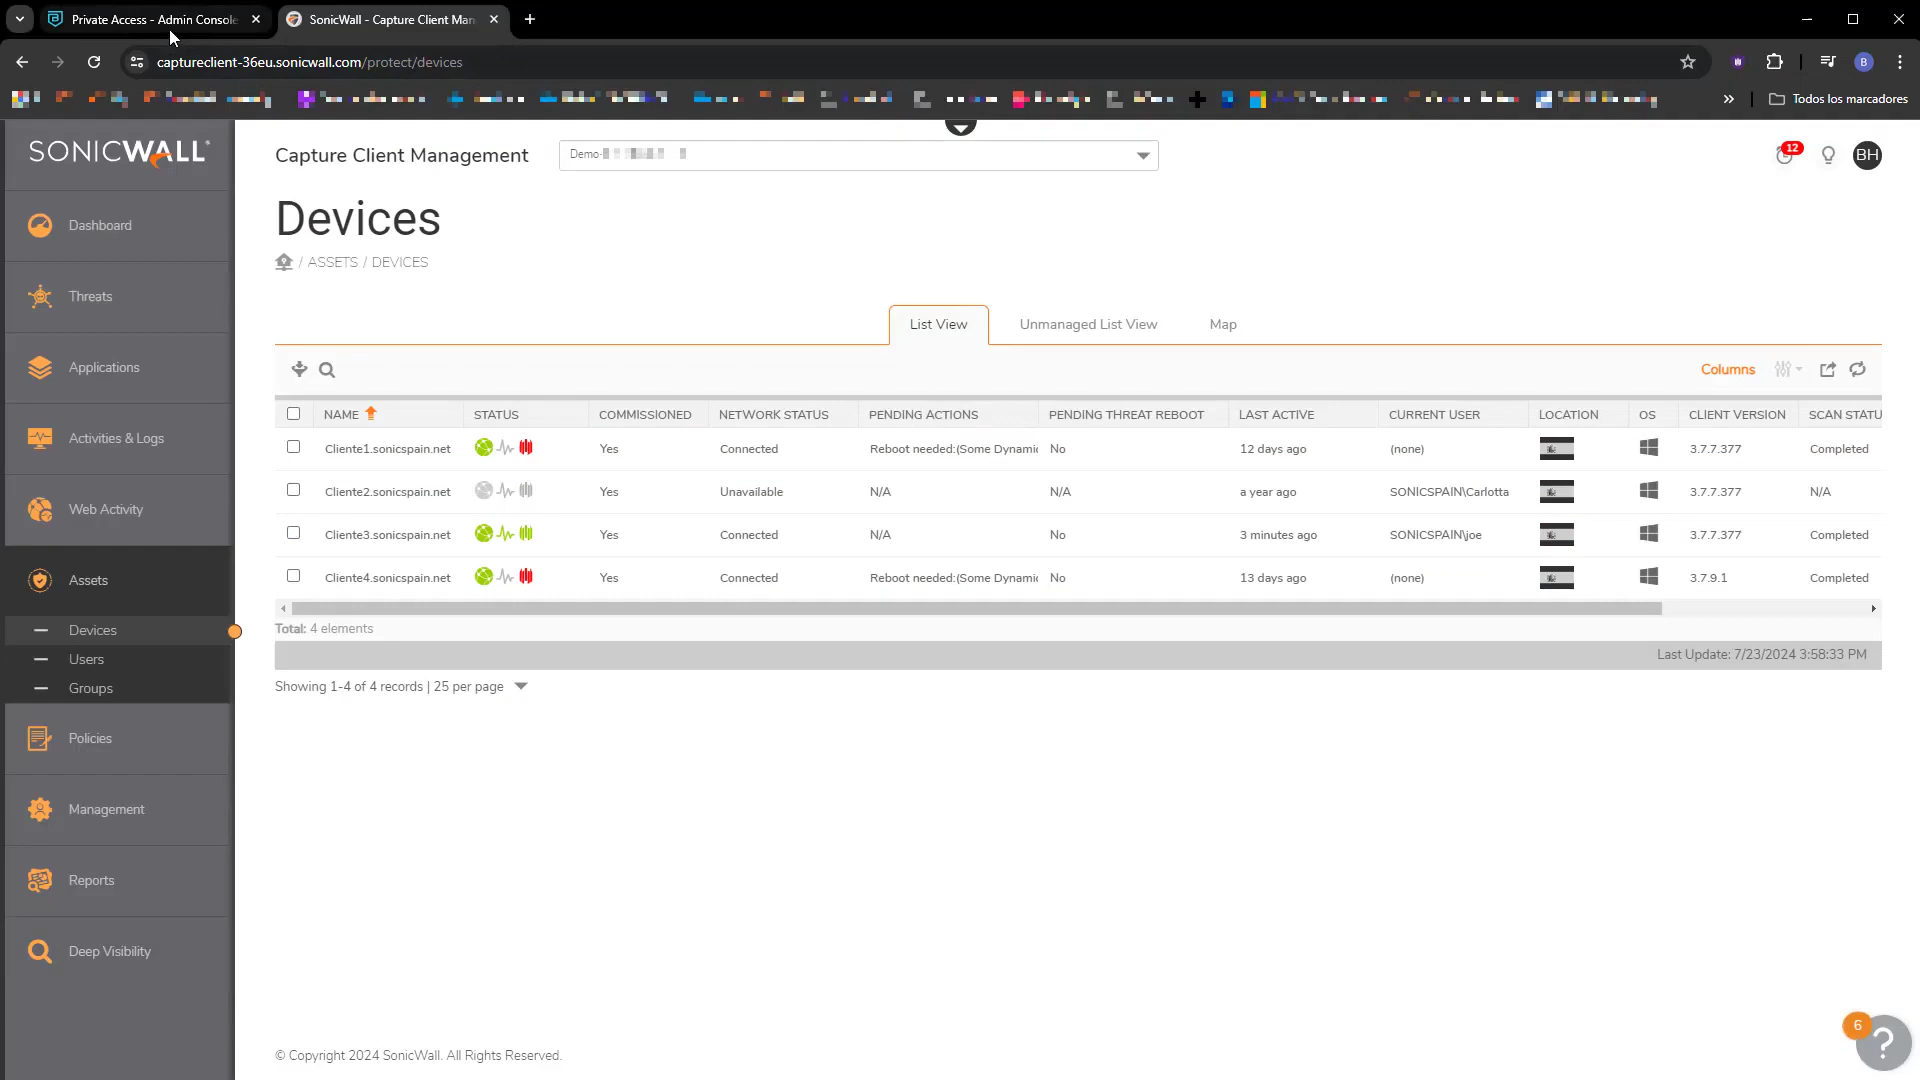 Private Access - Admin Console
SonicWall - Capture Client Man
captureclient-36eu.sonicwall.com/protect/devices
B
Todos los marcadores
SONICWALL
Capture Client Management
Demo-
12
BH
Devices
/ ASSETS / DEVICES
Dashboard
Threats
Applications
Activities & Logs
Web Activity
Assets
Devices
Users
Groups
Policies
Management
Reports
Deep Visibility
List View
Unmanaged List View
Map
Columns
NAME STATUS COMMISSIONED NETWORK STATUS PENDING ACTIONS PENDING THREAT REBOOT LAST ACTIVE CURRENT USER LOCATION OS CLIENT VERSION SCAN STATU
Cliente1.sonicspain.net Yes Connected Reboot needed:(Some Dynamic No 12 days ago (none) 3.7.7.377 Completed
Cliente2.sonicspain.net Yes Unavailable N/A N/A a year ago SONICSPAIN\Carlotta 3.7.7.377 N/A
Cliente3.sonicspain.net Yes Connected N/A No 3 minutes ago SONICSPAIN\joe 3.7.7.377 Completed
Cliente4.sonicspain.net Yes Connected Reboot needed:(Some Dynamic No 13 days ago (none) 3.7.9.1 Completed
Total: 4 elements
Last Update: 7/23/2024 3:58:33 PM
Showing 1-4 of 4 records | 25 per page
© Copyright 2024 SonicWall. All Rights Reserved.
6
?